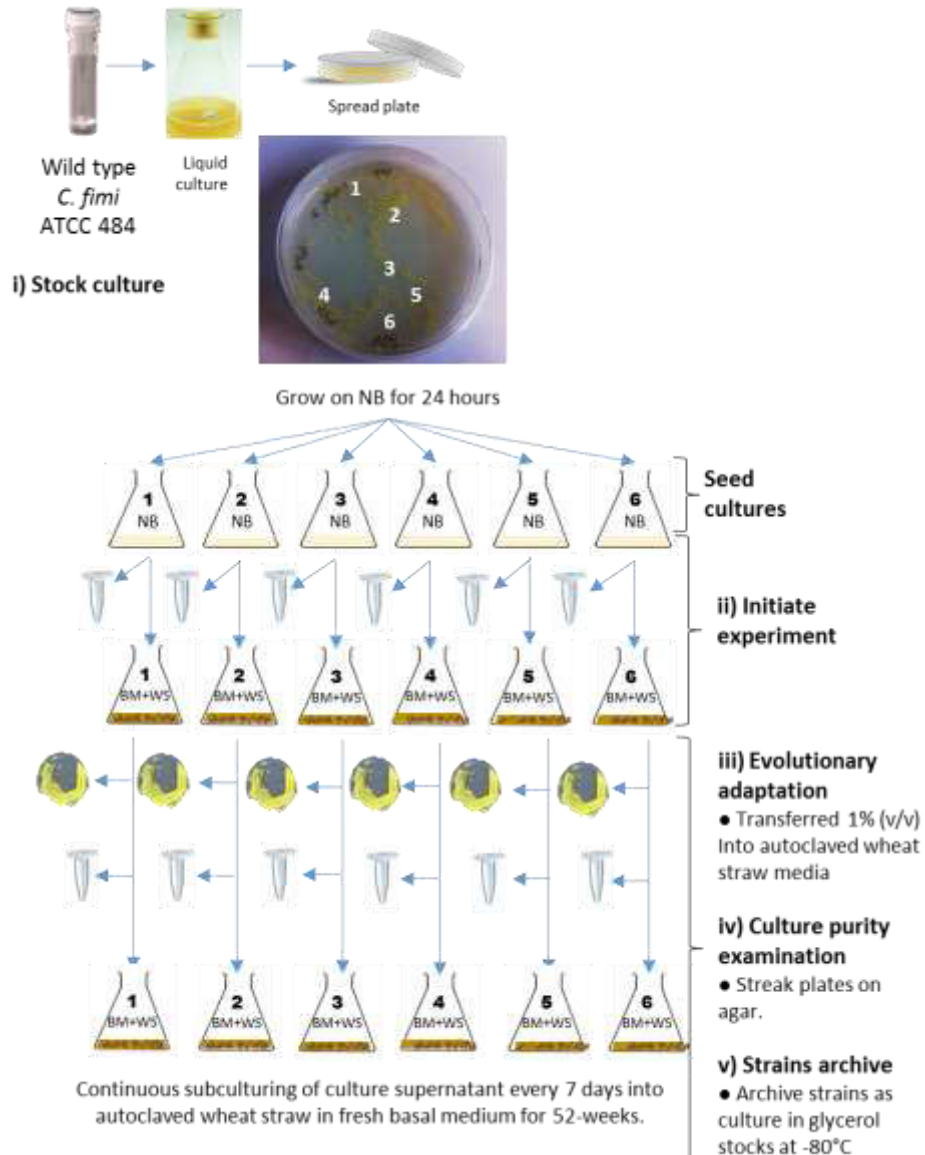 Spread plate
Wild type
C. fimi
ATCC 484
Liquid
culture
i) Stock culture
1
2
3
4
5
6
Grow on NB for 24 hours
1
NB
2
NB
3
NB
4
NB
5
NB
6
NB
Seed
cultures
ii) Initiate
experiment
1
BM+WS
2
BM+WS
3
BM+WS
4
BM+WS
5
BM+WS
6
BM+WS
iii) Evolutionary
adaptation
● Transferred 1% (v/v)
Into autoclaved wheat
straw media
iv) Culture purity
examination
● Streak plates on
agar.
1
BM+WS
2
BM+WS
3
BM+WS
4
BM+WS
5
BM+WS
6
BM+WS
v) Strains archive
● Archive strains as
culture in glycerol
stocks at -80°C
Continuous subculturing of culture supernatant every 7 days into
autoclaved wheat straw in fresh basal medium for 52-weeks.